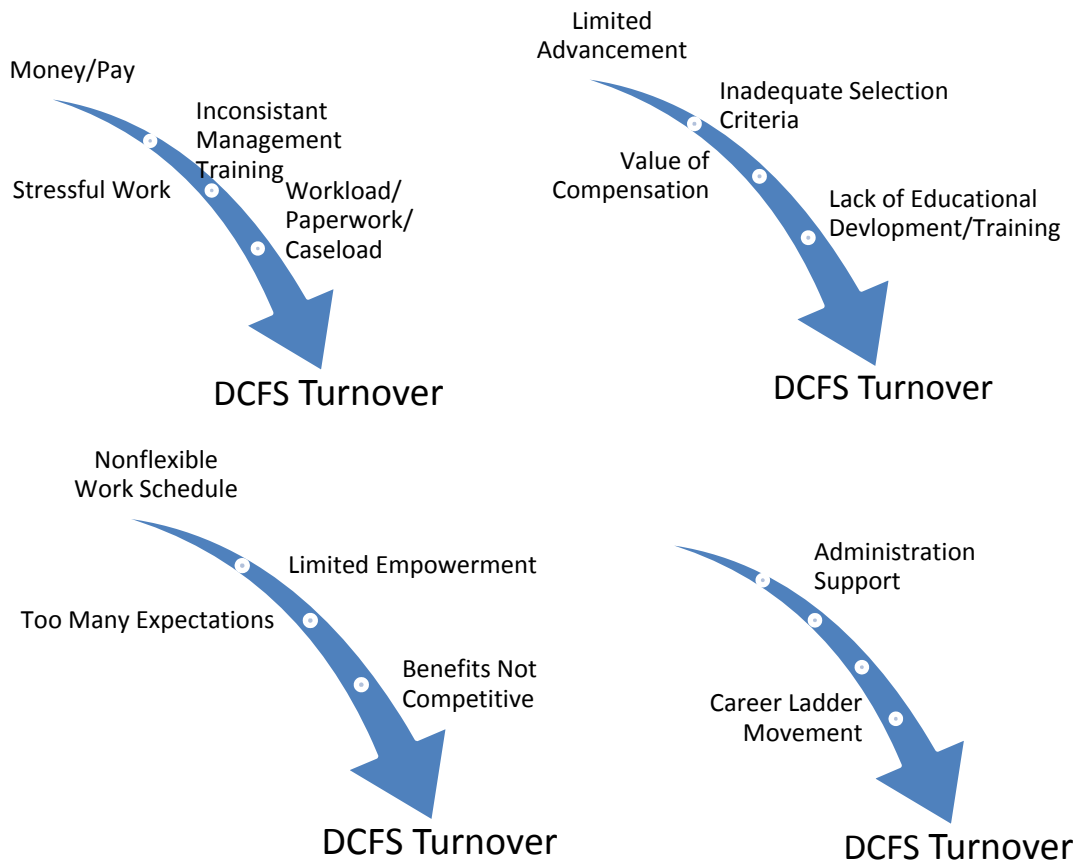 Money/Pay
Inconsistant
Management
Training
Stressful Work
Workload/
Paperwork/
Caseload
DCFS Turnover
Limited
Advancement
Inadequate Selection
Criteria
Value of
Compensation
Lack of Educational
Devlopment/Training
DCFS Turnover
Nonflexible
Work Schedule
Limited Empowerment
Too Many Expectations
Benefits Not
Competitive
DCFS Turnover
Administration
Support
Career Ladder
Movement
DCFS Turnover